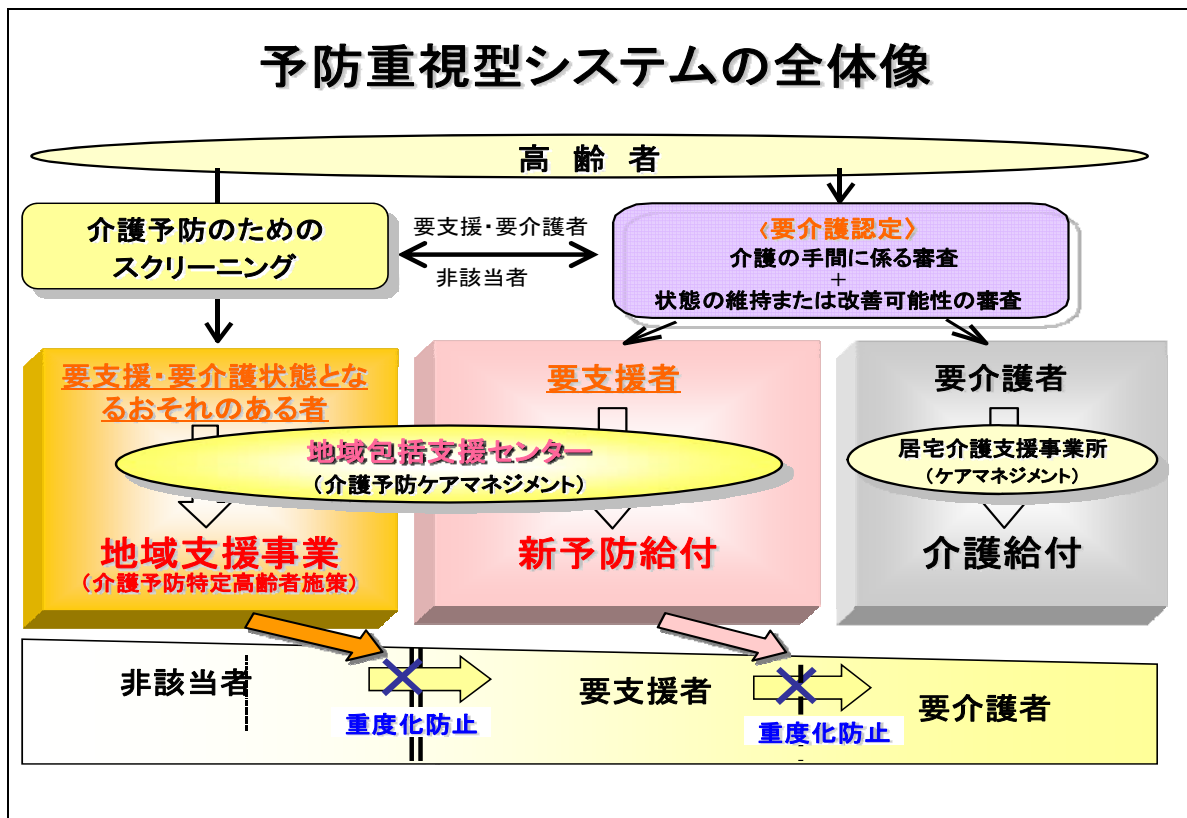 予防重視型システムの全体像
高 齢 者
介護予防のための
スクリーニング
要支援・要介護者
非該当者
〈要介護認定〉
介護の手間に係る審査
＋
状態の維持または改善可能性の審査
要支援・要介護状態とな
るおそれのある者
要支援者
要介護者
地域包括支援センター
（介護予防ケアマネジメント）
居宅介護支援事業所
（ケアマネジメント）
地域支援事業
（介護予防特定高齢者施策）
新予防給付
介護給付
非該当者
重度化防止
要支援者
重度化防止
要介護者